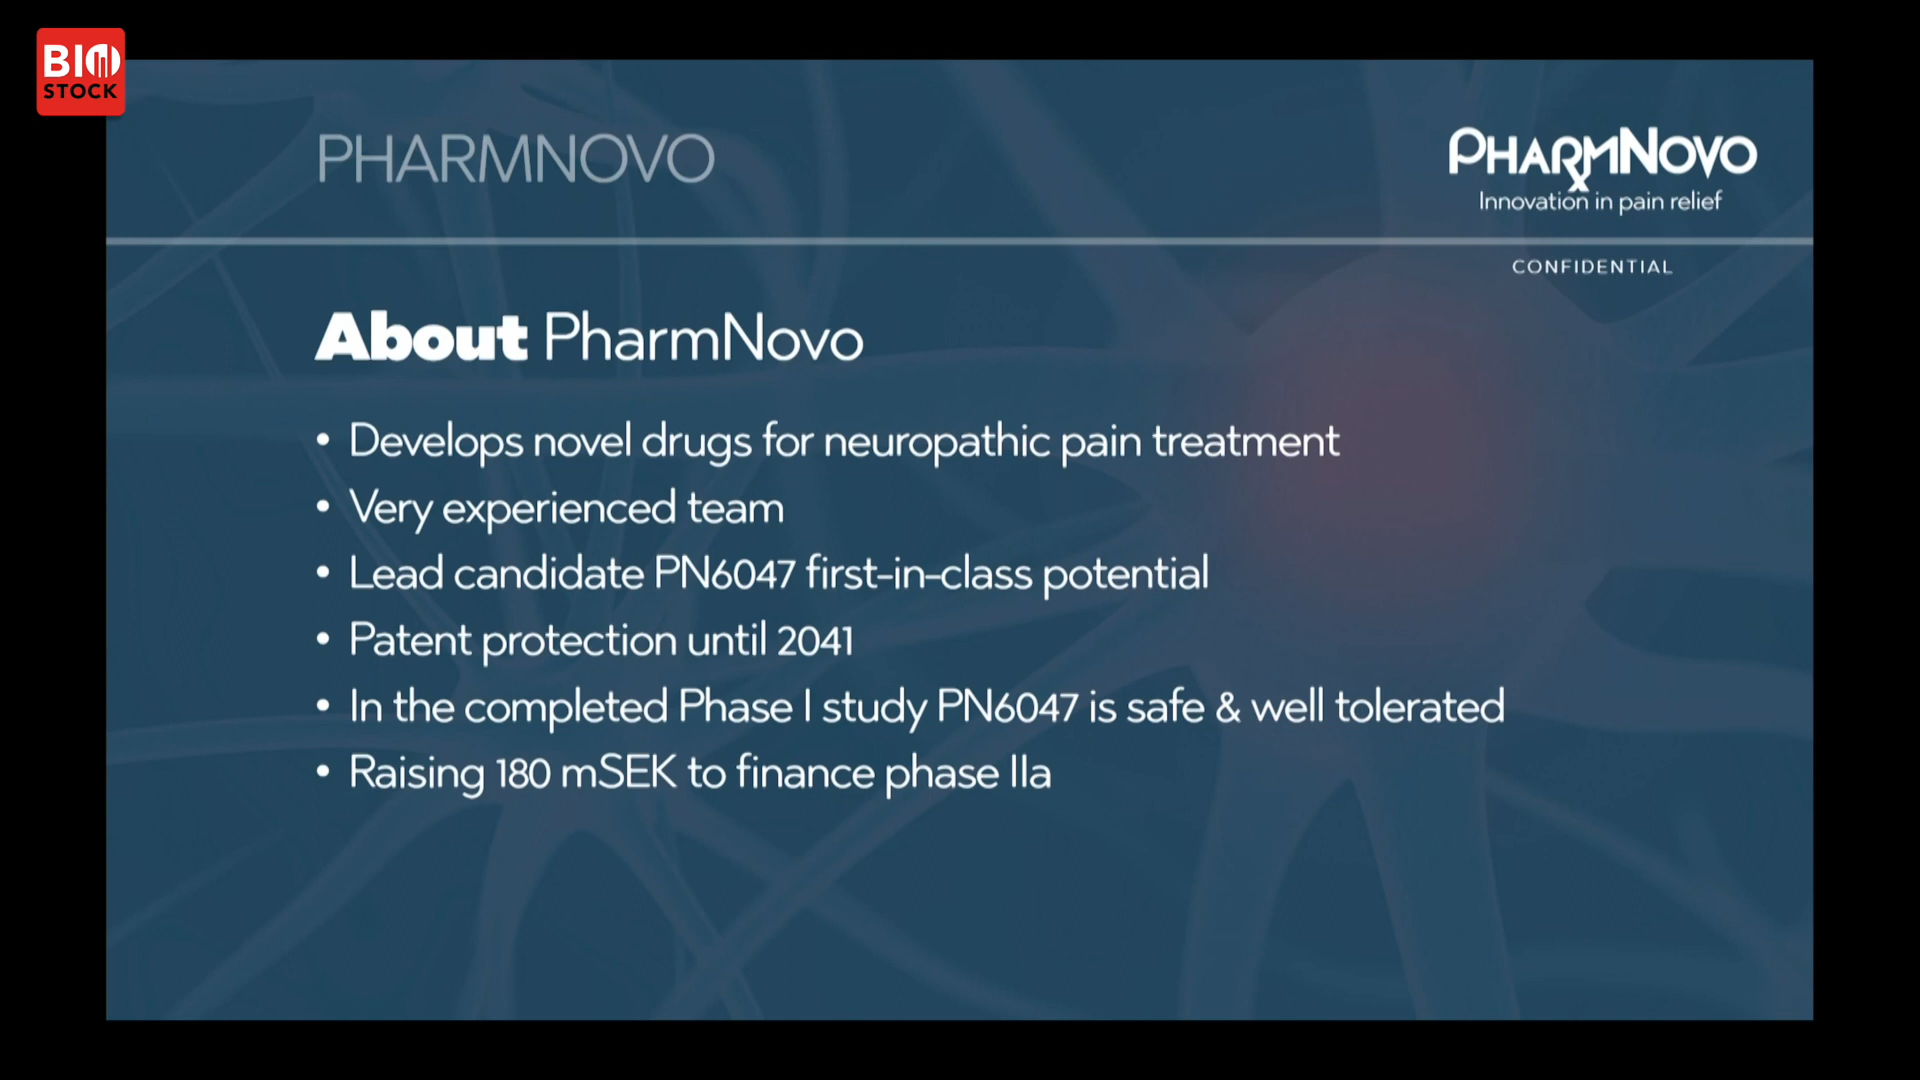 BIO
STOCK
PHARMNOVO
PHARMNOVO
Innovation in pain relief
CONFIDENTIAL
About PharmNovo
• Develops novel drugs for neuropathic pain treatment
• Very experienced team
• Lead candidate PN6047 first-in-class potential
• Patent protection until 2041
• In the completed Phase I study PN6047 is safe & well tolerated
• Raising 180 mSEK to finance phase IIa